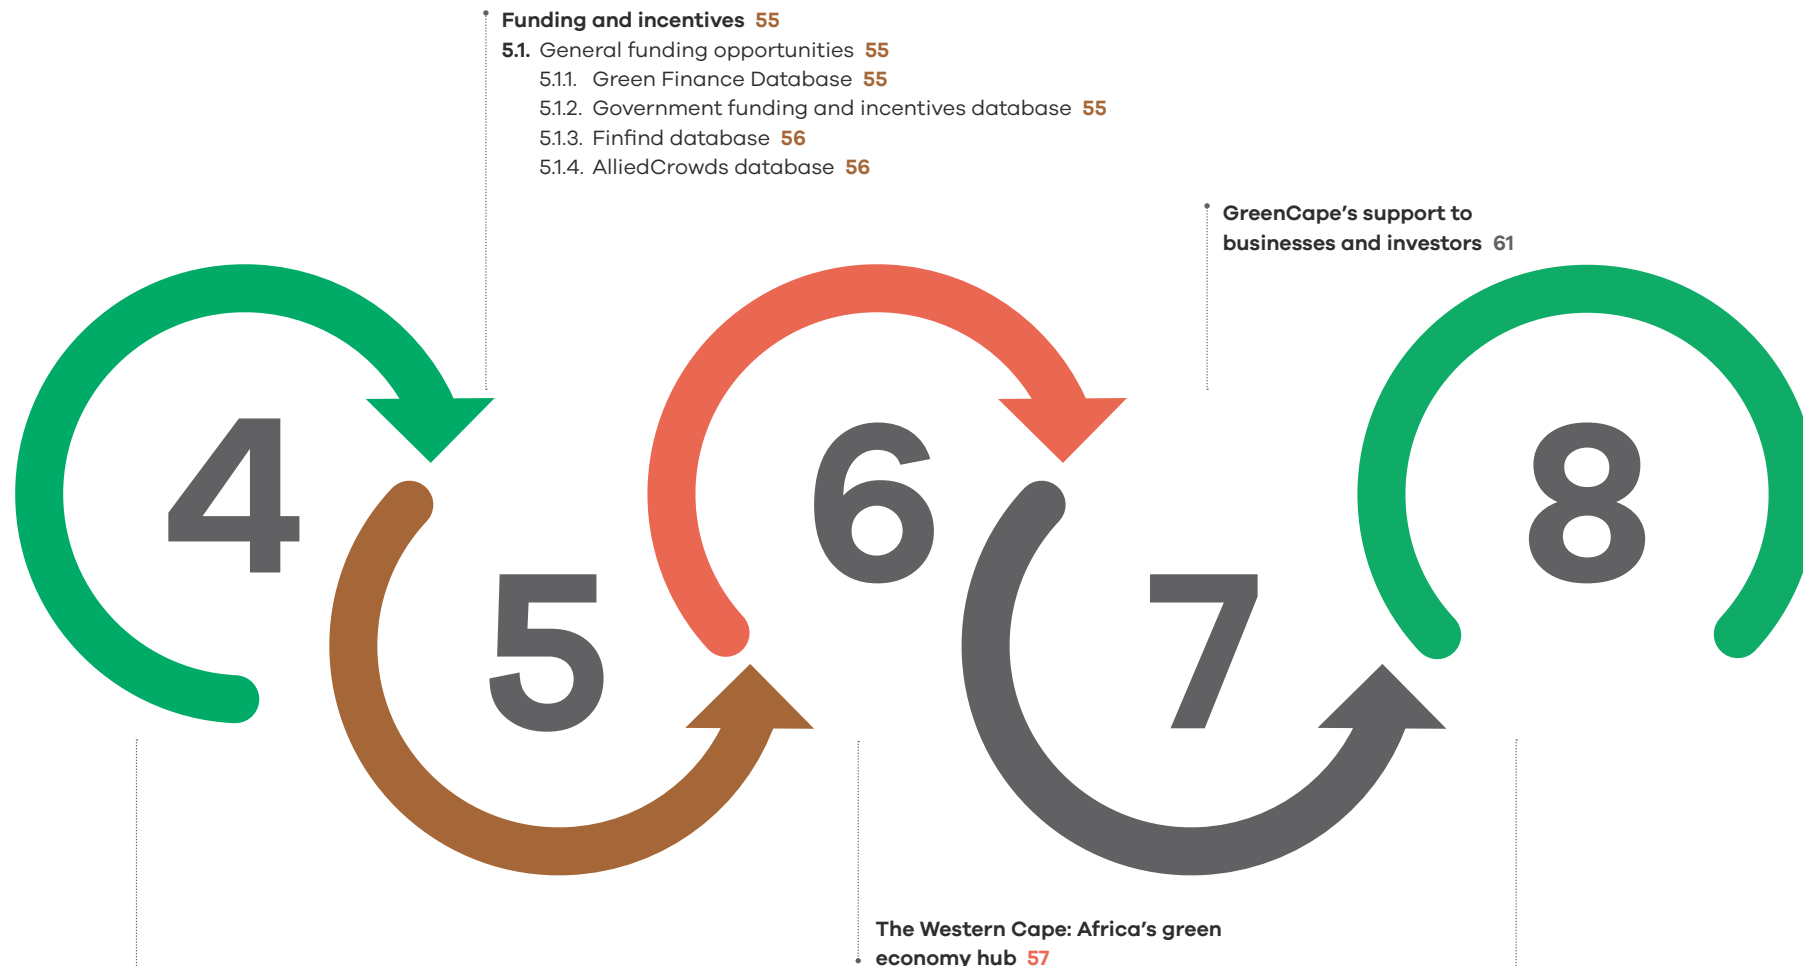 Funding and incentives 55
5.1. General funding opportunities 55
5.1.1. Green Finance Database 55
5.1.2. Government funding and incentives database 55
5.1.3. Finfind database 56
5.1.4. AlliedCrowds database 56
GreenCape's support to
businesses and investors 61
4
5
6
7
8
The Western Cape: Africa's green
economy hub 57